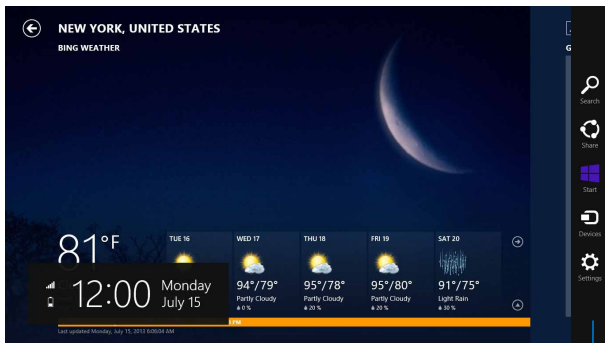 NEW YORK, UNITED STATES
BING WEATHER
G
Search
Share
Start
Devices
Settings
81°F
TUE 16
WED 17
94°/79°
Partly Cloudy
0 %
THU 18
95°/78°
Partly Cloudy
20 %
FRI 19
95°/80°
Partly Cloudy
20 %
SAT 20
91°/75°
Light Rain
30 %
12:00
Monday
July 15
PM
Last updated Monday, July 15, 2013 8:06:04 AM